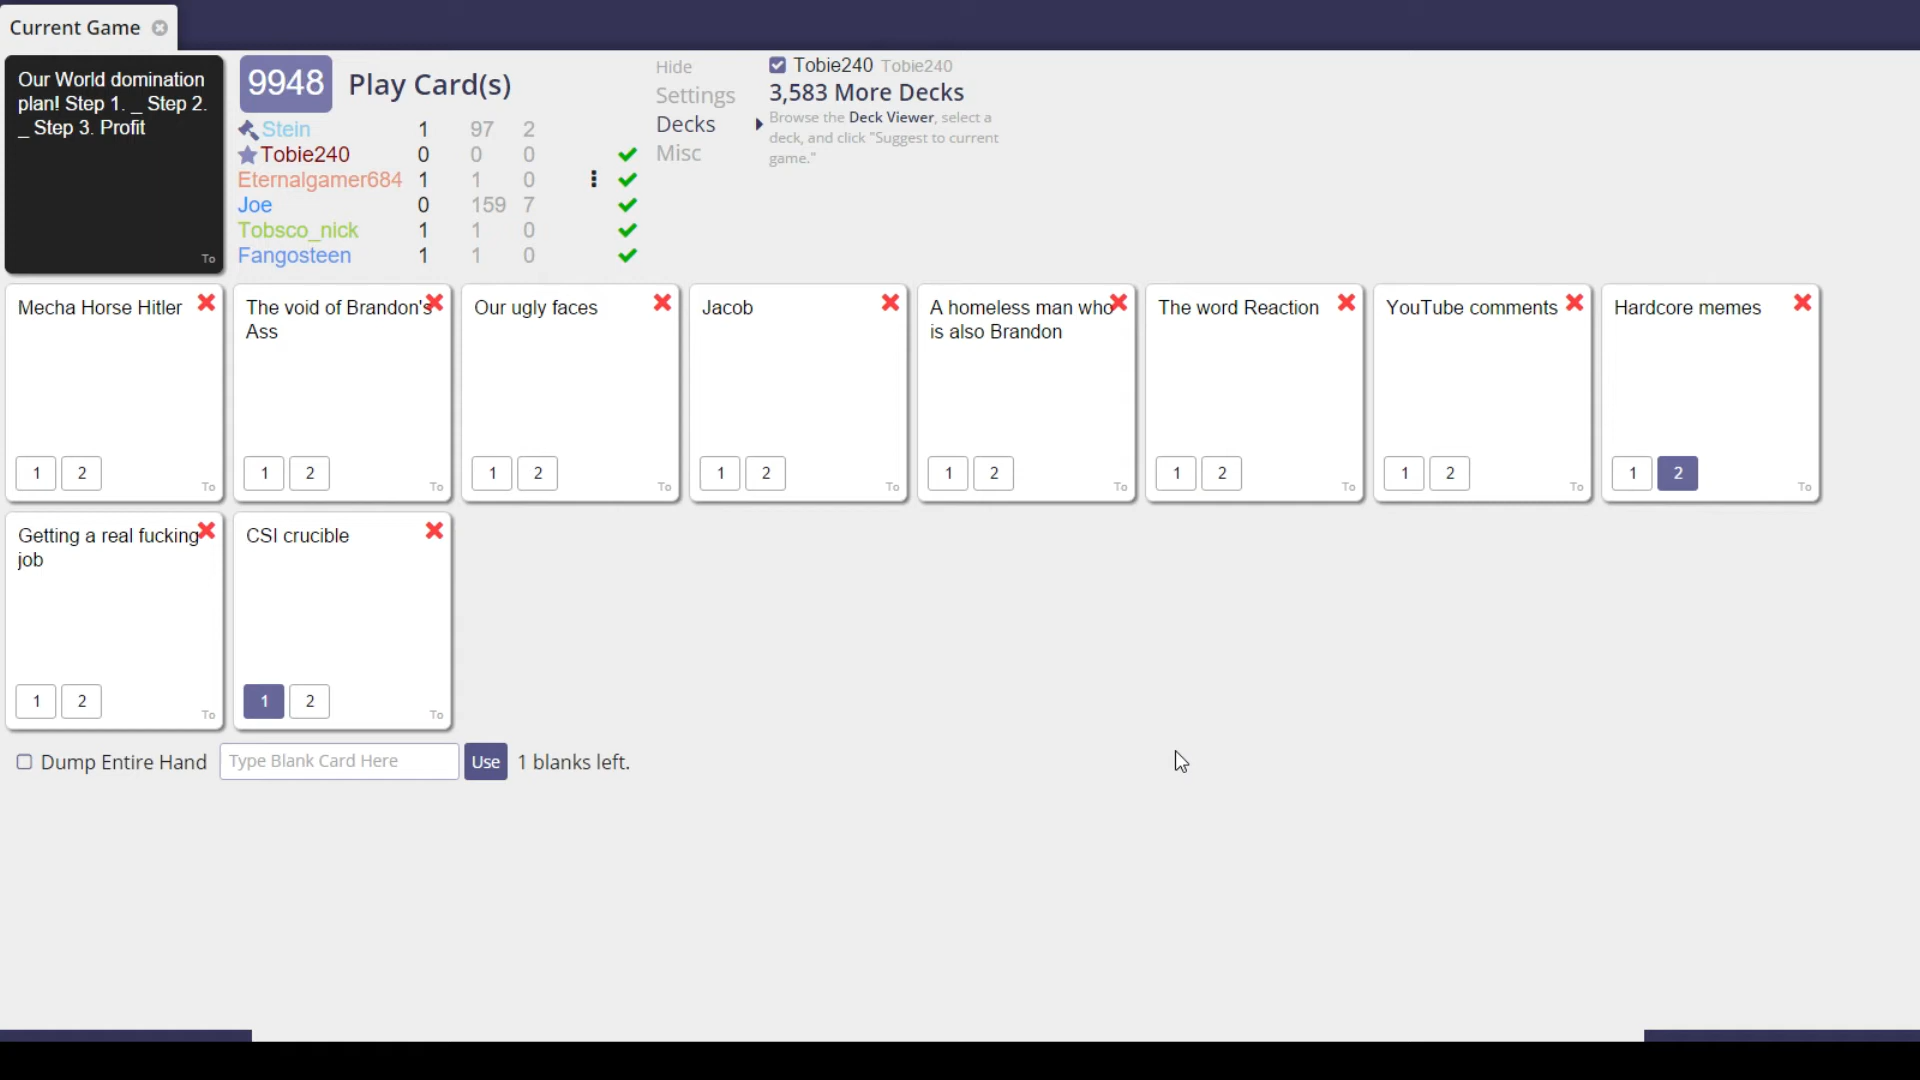 Current Game
Our World domination
plan! Step 1. _ Step 2.
_ Step 3. Profit
To
9948 Play Card(s)
Stein 1 97 2
Tobie240 0 0 0
Eternalgamer684 1 1 0
Joe 0 159 7
Tobsco_nick 1 1 0
Fangosteen 1 1 0
Hide
Settings
Decks
Misc
Tobie240 Tobie240
3,583 More Decks
Browse the Deck Viewer, select a
deck, and click "Suggest to current
game."
Mecha Horse Hitler
1 2 To
The void of Brandon's
Ass
1 2 To
Our ugly faces
1 2 To
Jacob
1 2 To
A homeless man who
is also Brandon
1 2 To
The word Reaction
1 2 To
YouTube comments
1 2 To
Hardcore memes
1 2 To
Getting a real fucking
job
1 2 To
CSI crucible
1 2 To
Dump Entire Hand Type Blank Card Here Use 1 blanks left.